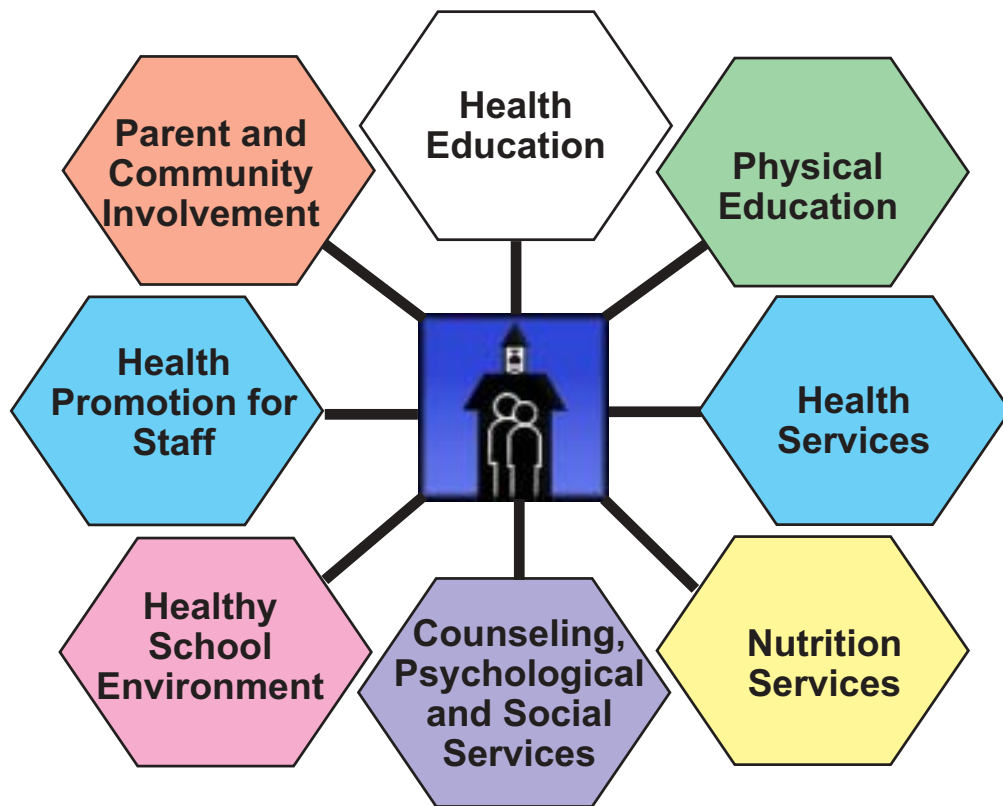 Health
Education
Parent and
Community
Involvement
Physical
Education
Health
Promotion for
Staff
Health
Services
Healthy
School
Environment
Counseling,
Psychological
and Social
Services
Nutrition
Services